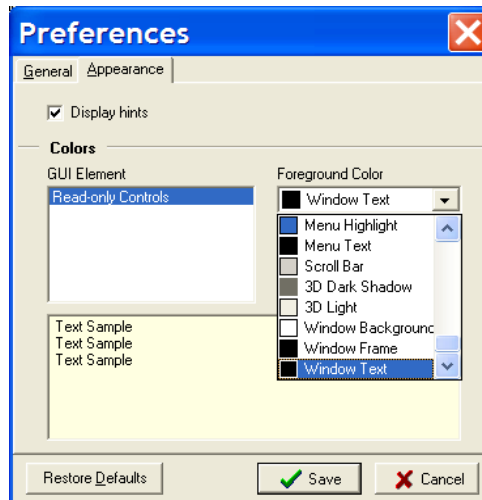 Preferences
General Appearance
Display hints
Colors
GUI Element
Read-only Controls
Foreground Color
Window Text
Menu Highlight
Menu Text
Scroll Bar
3D Dark Shadow
3D Light
Window Background
Window Frame
Window Text
Text Sample
Text Sample
Text Sample
Restore Defaults Save Cancel